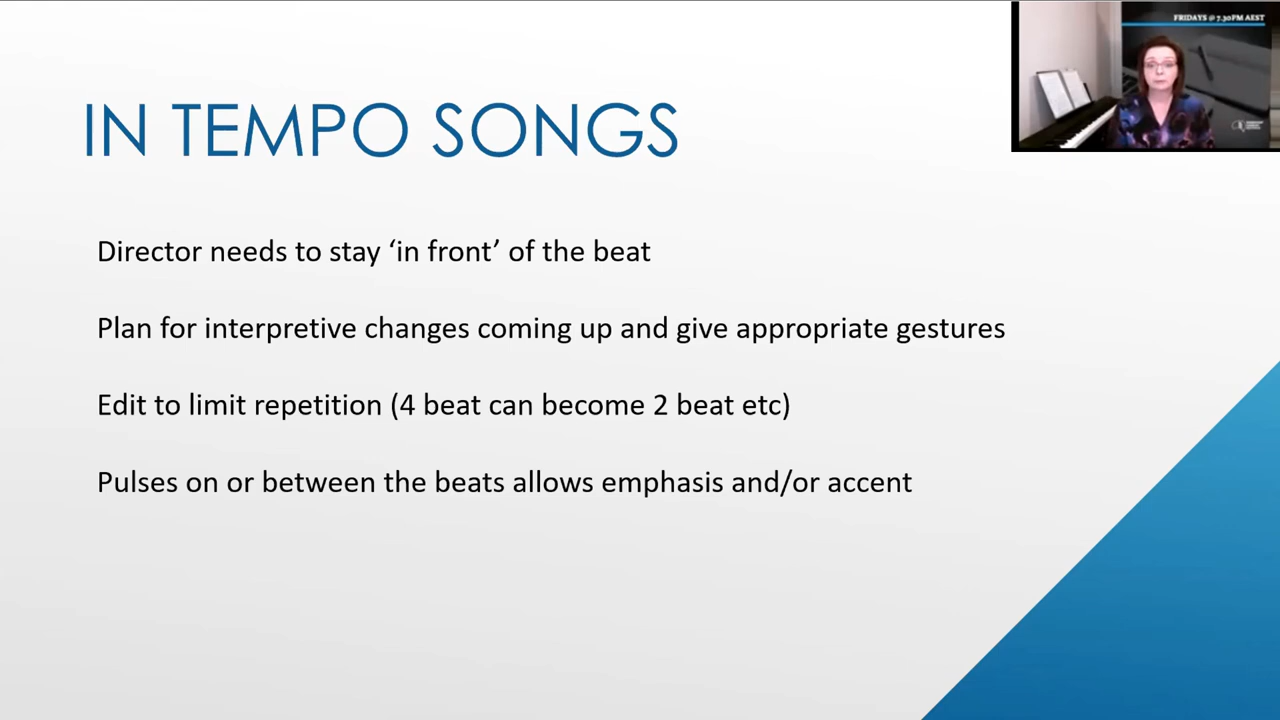 FRIDAYS @ 7.30PM AEST
IN TEMPO SONGS
Director needs to stay ‘in front’ of the beat
Plan for interpretive changes coming up and give appropriate gestures
Edit to limit repetition (4 beat can become 2 beat etc)
Pulses on or between the beats allows emphasis and/or accent